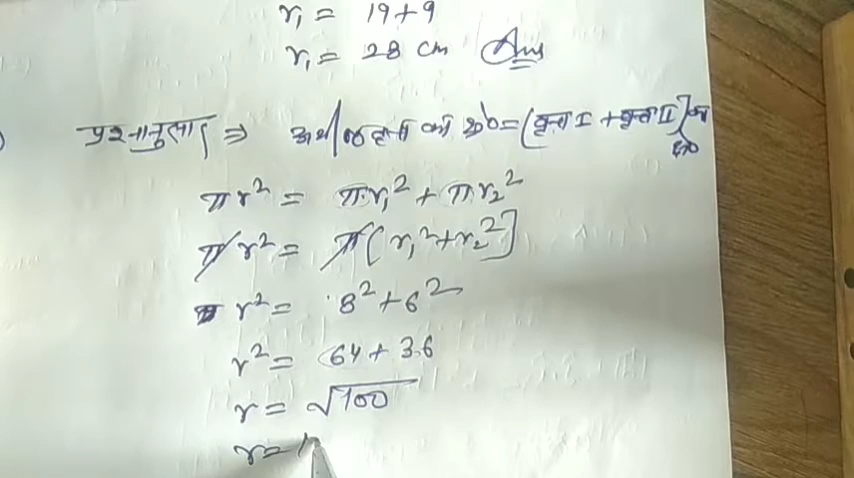 r₁ = 19+9
r₁ = 28 cm Ans
प्रश्नानुसार ⇒ का क्षे० = (वृत्त I + वृत्त II) का क्षे०
πr² = πr₁² + πr₂²
πr² = π[r₁²+r₂²]
r² = 8²+6²
r² = 64+36
r = √100
r = 1